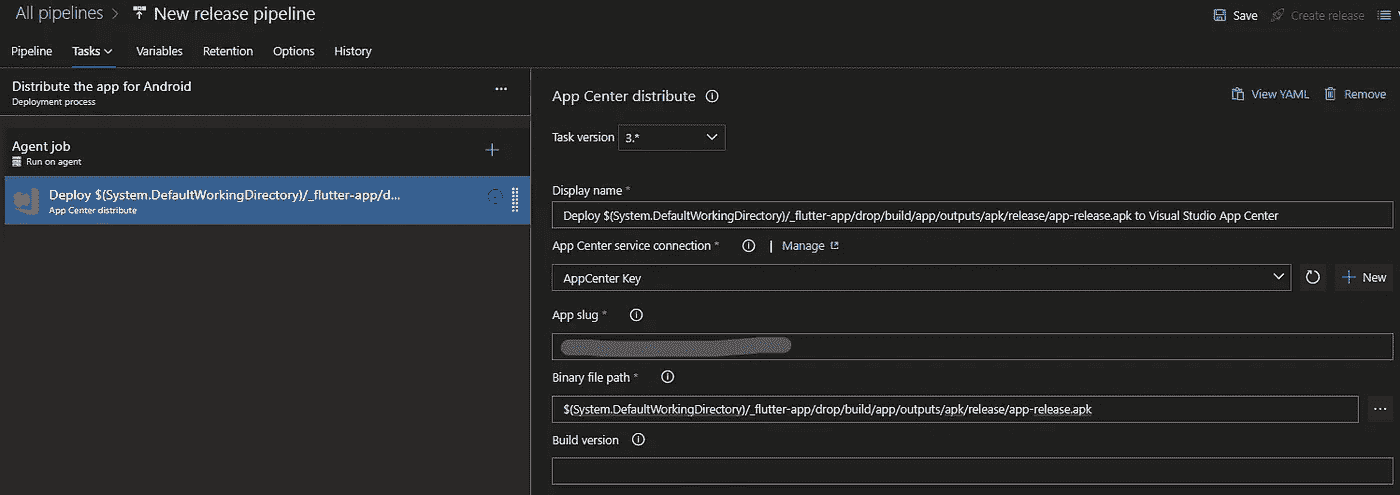 All pipelines > New release pipeline
Save Create release
Pipeline Tasks Variables Retention Options History
Distribute the app for Android
Deployment process
Agent job
Run on agent
Deploy $(System.DefaultWorkingDirectory)/_flutter-app/d...
App Center distribute
App Center distribute
View YAML Remove
Task version 3.*
Display name *
Deploy $(System.DefaultWorkingDirectory)/_flutter-app/drop/build/app/outputs/apk/release/app-release.apk to Visual Studio App Center
App Center service connection * | Manage
AppCenter Key
New
App slug *
Binary file path *
$(System.DefaultWorkingDirectory)/_flutter-app/drop/build/app/outputs/apk/release/app-release.apk
...
Build version